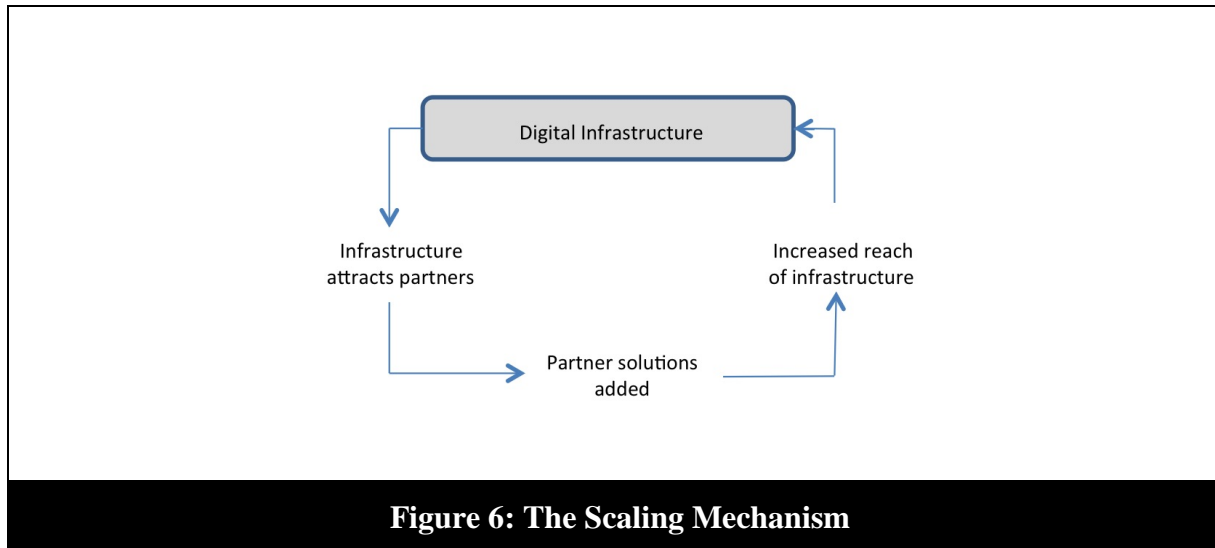 Digital Infrastructure
Infrastructure
attracts partners
Partner solutions
added
Increased reach
of infrastructure
Figure 6: The Scaling Mechanism